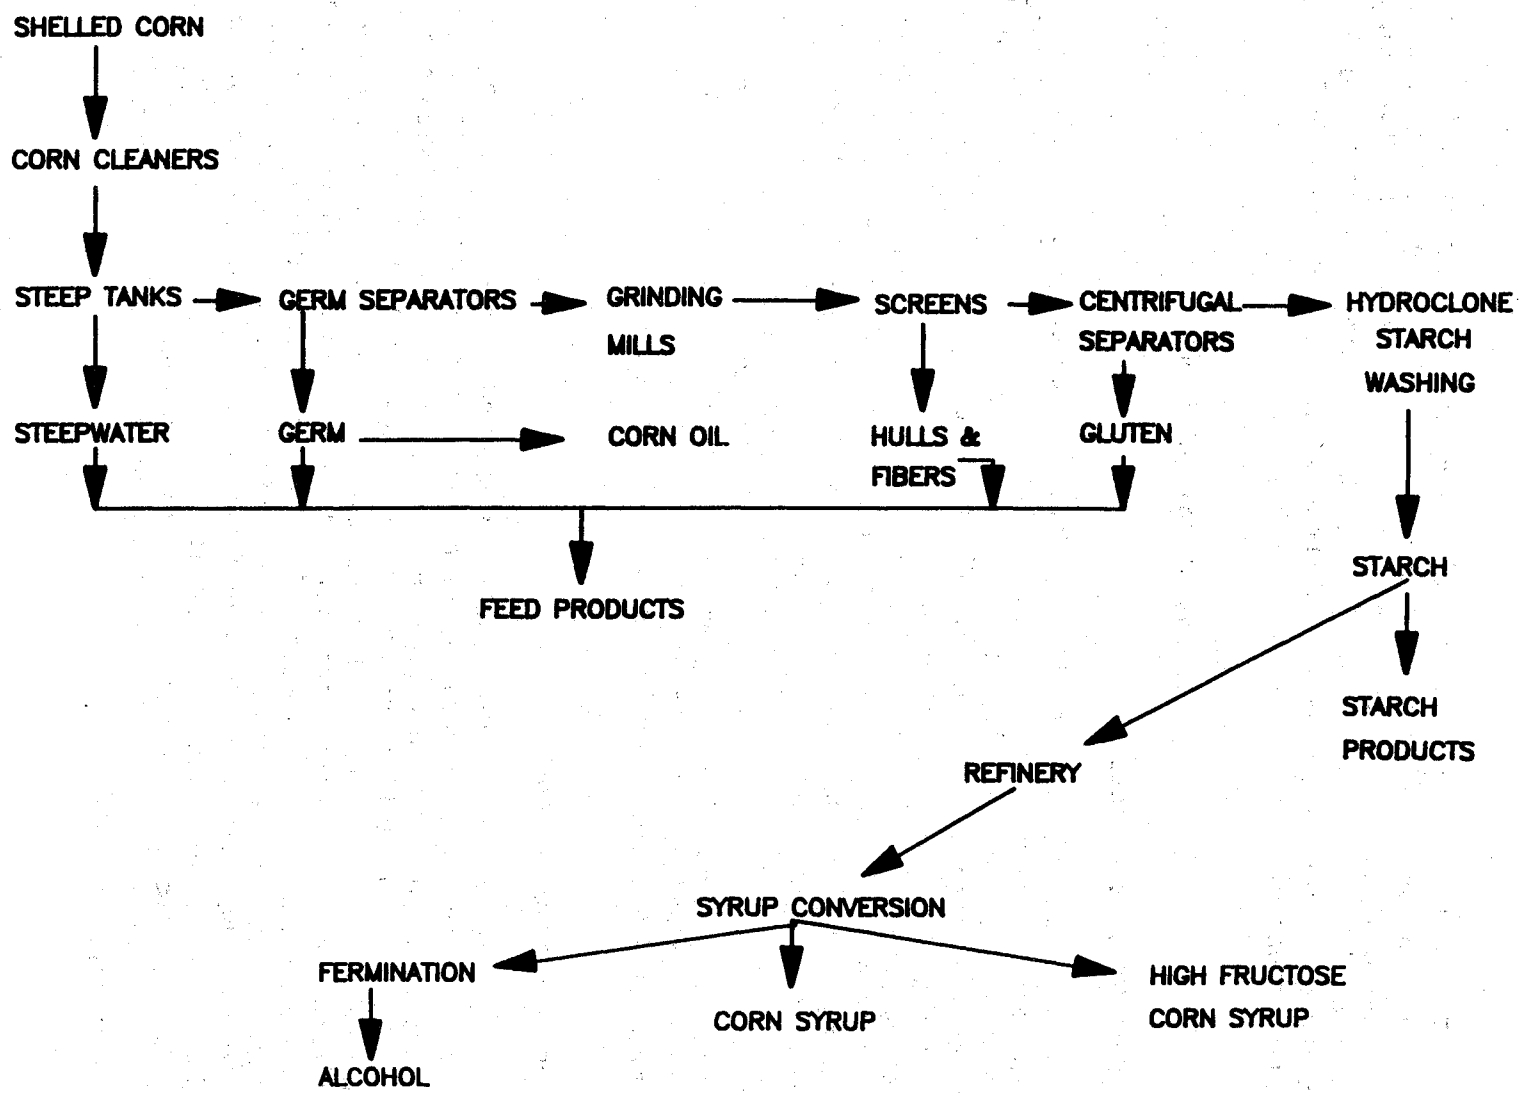 SHELLED CORN
CORN CLEANERS
STEEP TANKS
GERM SEPARATORS
GRINDING
MILLS
SCREENS
CENTRIFUGAL
SEPARATORS
HYDROCLONE
STARCH
WASHING
STEEPWATER
GERM
CORN OIL
HULLS &
FIBERS
GLUTEN
FEED PRODUCTS
STARCH
STARCH
PRODUCTS
REFINERY
SYRUP CONVERSION
FERMINATION
CORN SYRUP
HIGH FRUCTOSE
CORN SYRUP
ALCOHOL